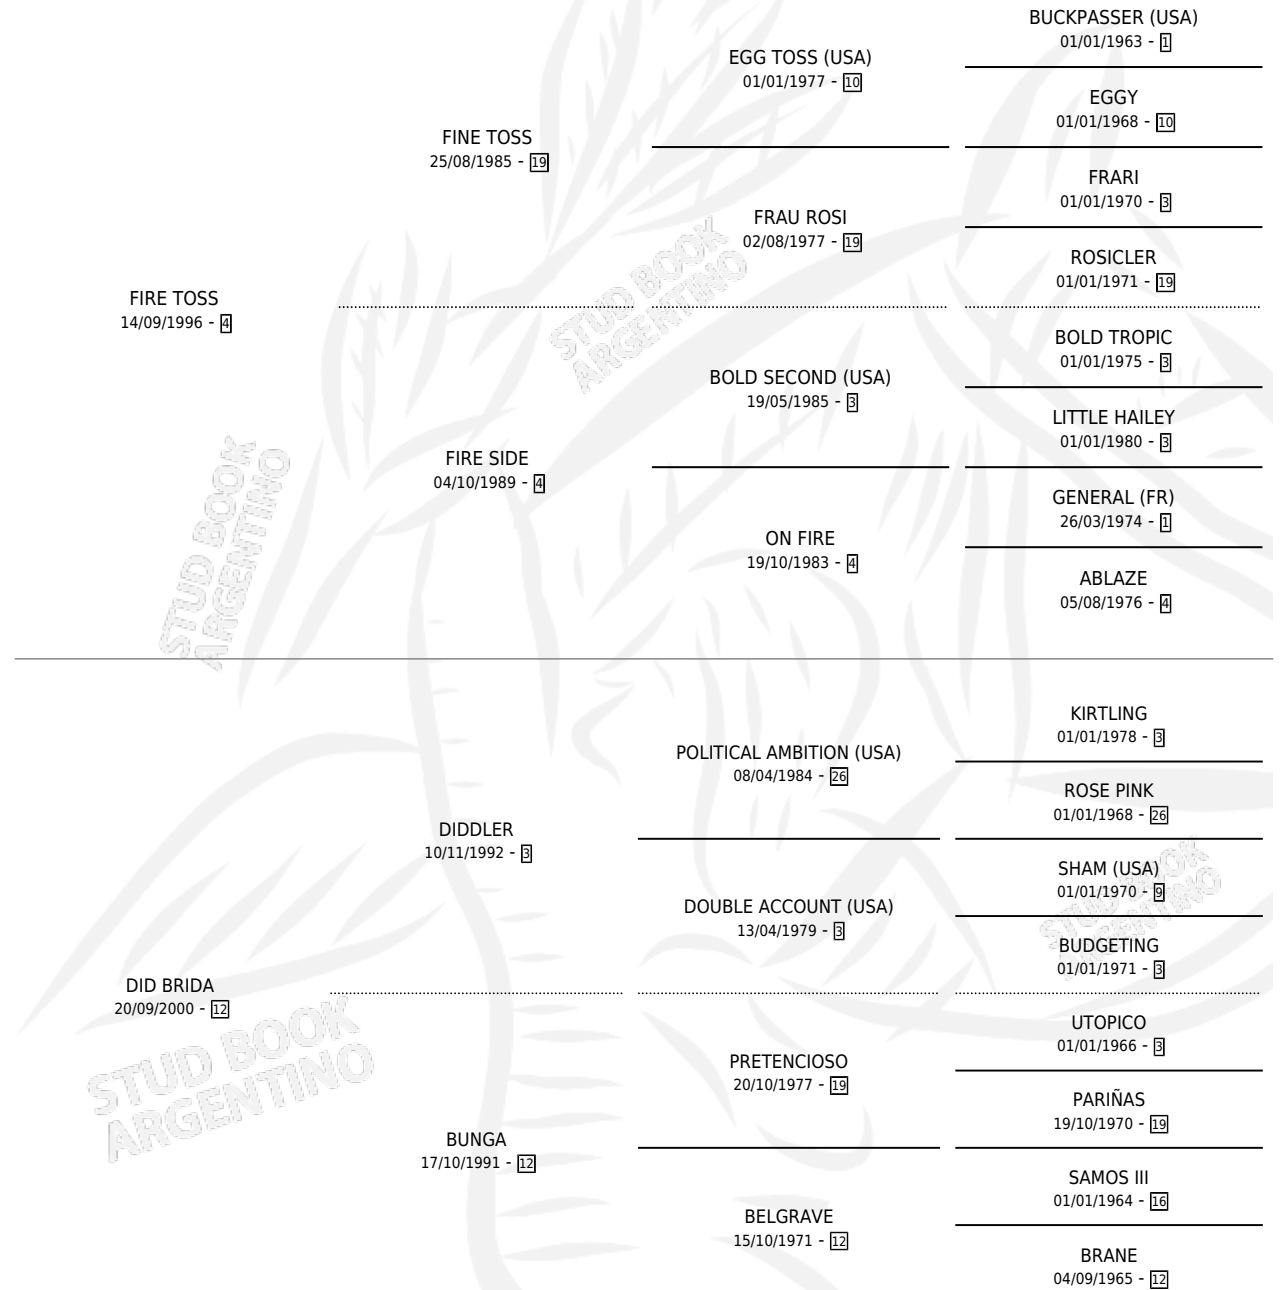 BUCKPASSER (USA)
01/01/1963 - 1
EGG TOSS (USA)
01/01/1977 - 10
EGGY
01/01/1968 - 10
FINE TOSS
25/08/1985 - 19
FRARI
01/01/1970 - 3
FRAU ROSI
02/08/1977 - 19
ROSICLER
01/01/1971 - 19
FIRE TOSS
14/09/1996 - 4
STUD BOOK
ARGENTINO
BOLD TROPIC
01/01/1975 - 3
BOLD SECOND (USA)
19/05/1985 - 3
LITTLE HAILEY
01/01/1980 - 3
FIRE SIDE
04/10/1989 - 4
GENERAL (FR)
26/03/1974 - 1
ON FIRE
19/10/1983 - 4
ABLAZE
05/08/1976 - 4
STUD BOOK
ARGENTINO
KIRTLING
01/01/1978 - 3
POLITICAL AMBITION (USA)
08/04/1984 - 26
ROSE PINK
01/01/1968 - 26
DIDDLER
10/11/1992 - 3
SHAM (USA)
01/01/1970 - 9
DOUBLE ACCOUNT (USA)
13/04/1979 - 3
BUDGETING
01/01/1971 - 3
STUD BOOK
ARGENTINO
DID BRIDA
20/09/2000 - 12
UTOPICO
01/01/1966 - 3
PRETENCIOSO
20/10/1977 - 19
PARIÑAS
19/10/1970 - 19
STUD BOOK
ARGENTINO
BUNGA
17/10/1991 - 12
SAMOS III
01/01/1964 - 16
BELGRAVE
15/10/1971 - 12
BRANE
04/09/1965 - 12